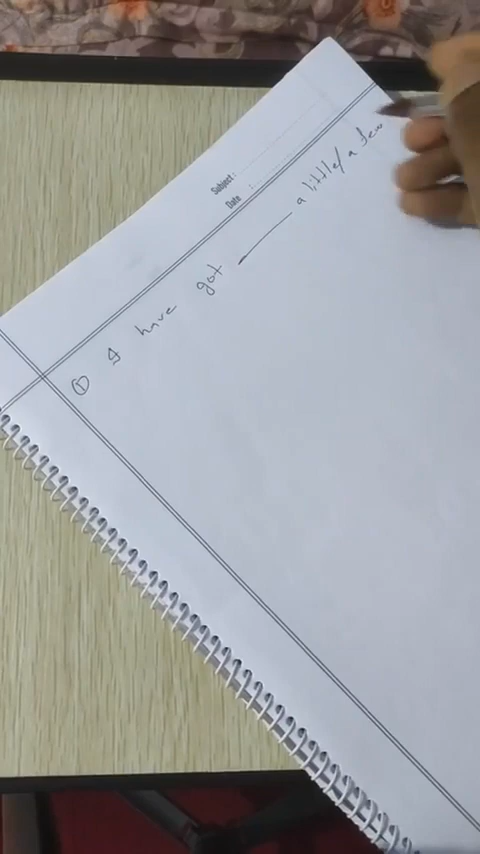 Subject :
Date :
① I have got ____ a little/a few